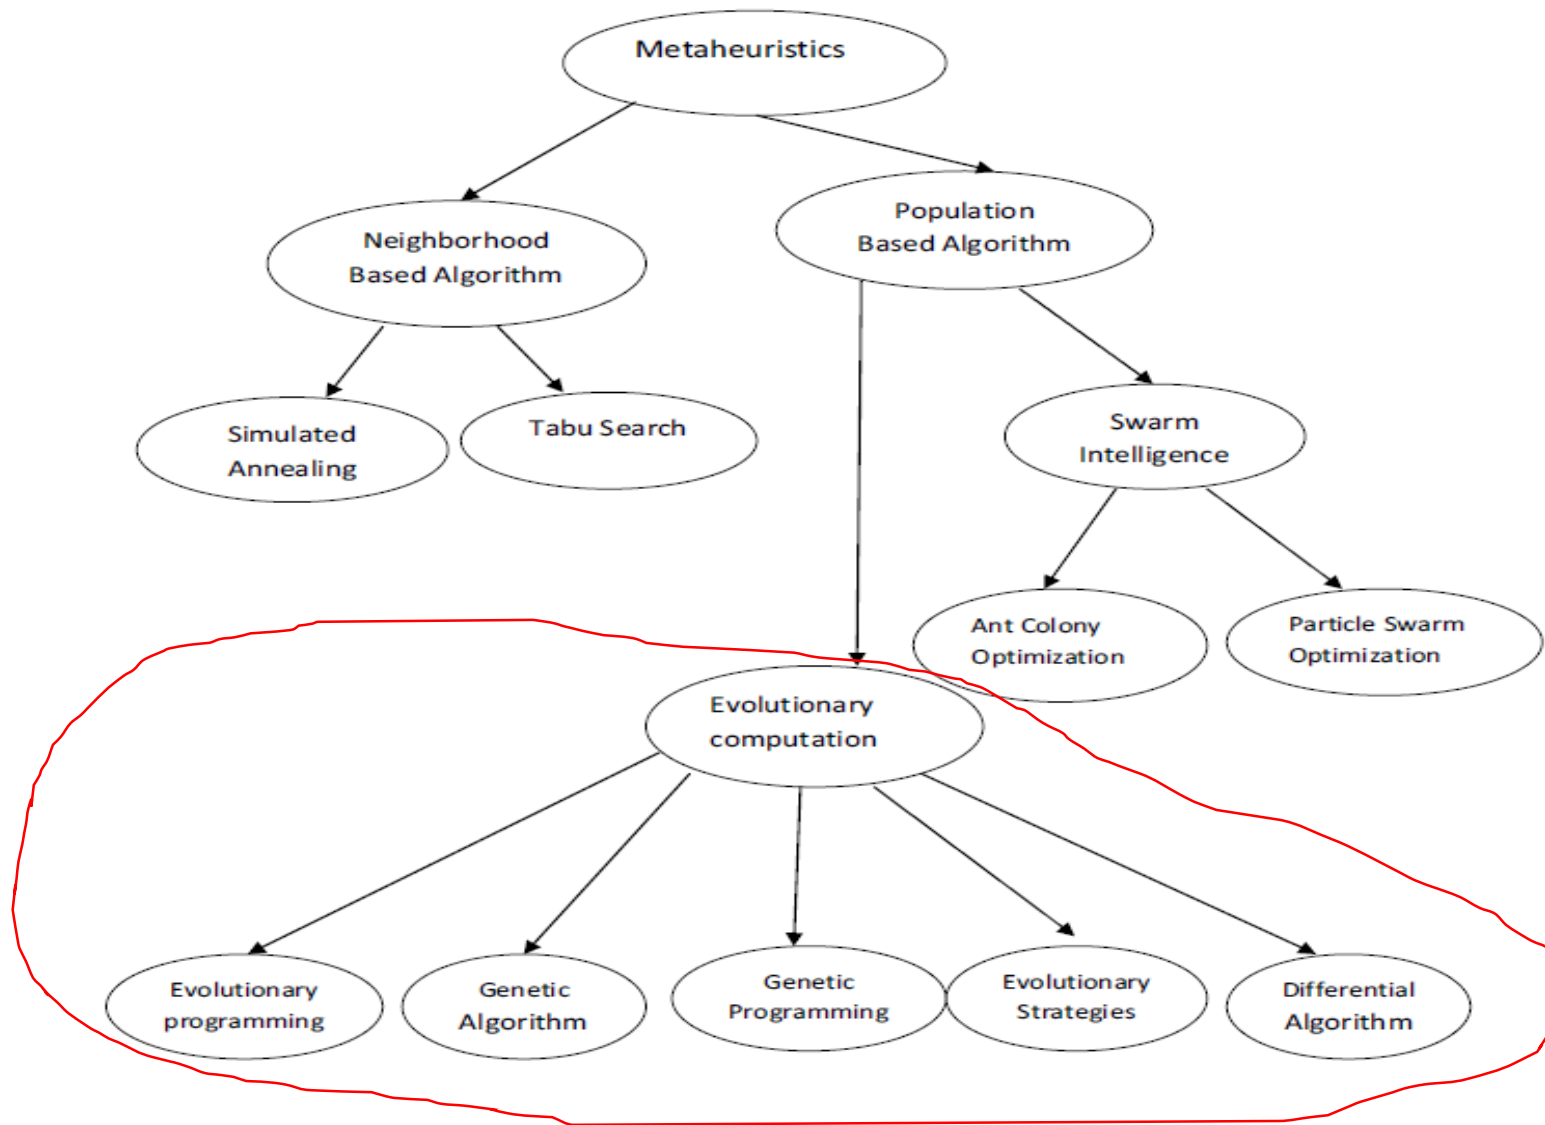 Metaheuristics
Population
Based Algorithm
Neighborhood
Based Algorithm
Simulated
Annealing
Tabu Search
Swarm
Intelligence
Ant Colony
Optimization
Particle Swarm
Optimization
Evolutionary
computation
Evolutionary
programming
Genetic
Algorithm
Genetic
Programming
Evolutionary
Strategies
Differential
Algorithm